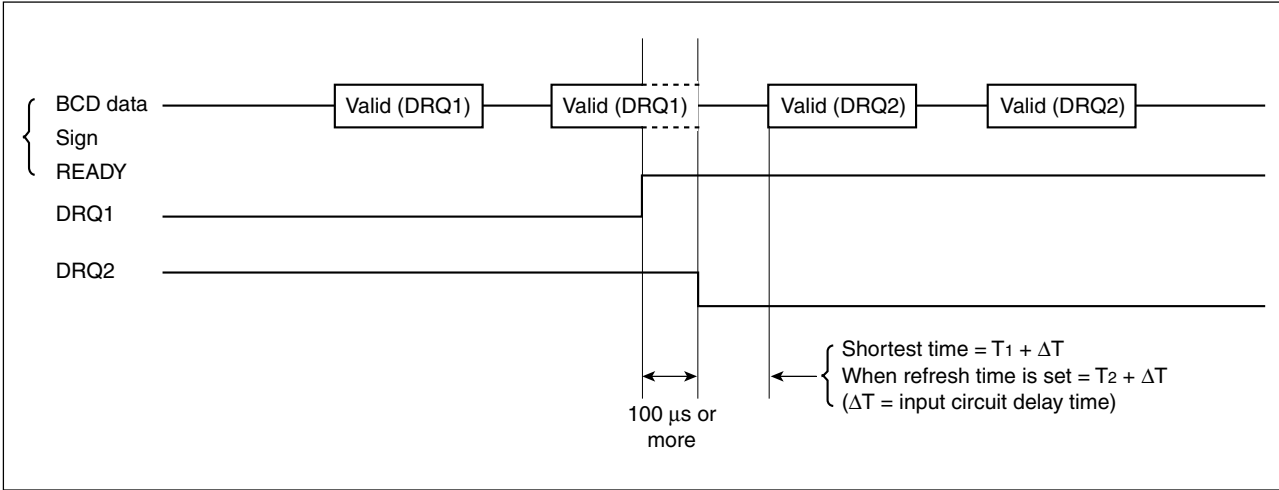 BCD data
Valid (DRQ1)
Valid (DRQ1)
Valid (DRQ2)
Valid (DRQ2)
Sign
READY
DRQ1
DRQ2
Shortest time = T1 + ΔT
When refresh time is set = T2 + ΔT
(ΔT = input circuit delay time)
100 μs or
more